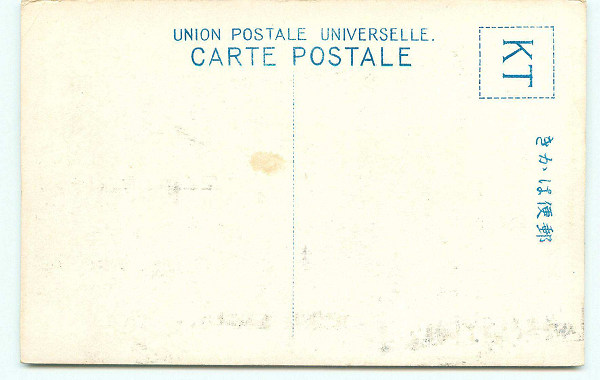 UNION POSTALE UNIVERSELLE.
CARTE POSTALE
KT
郵便はかき